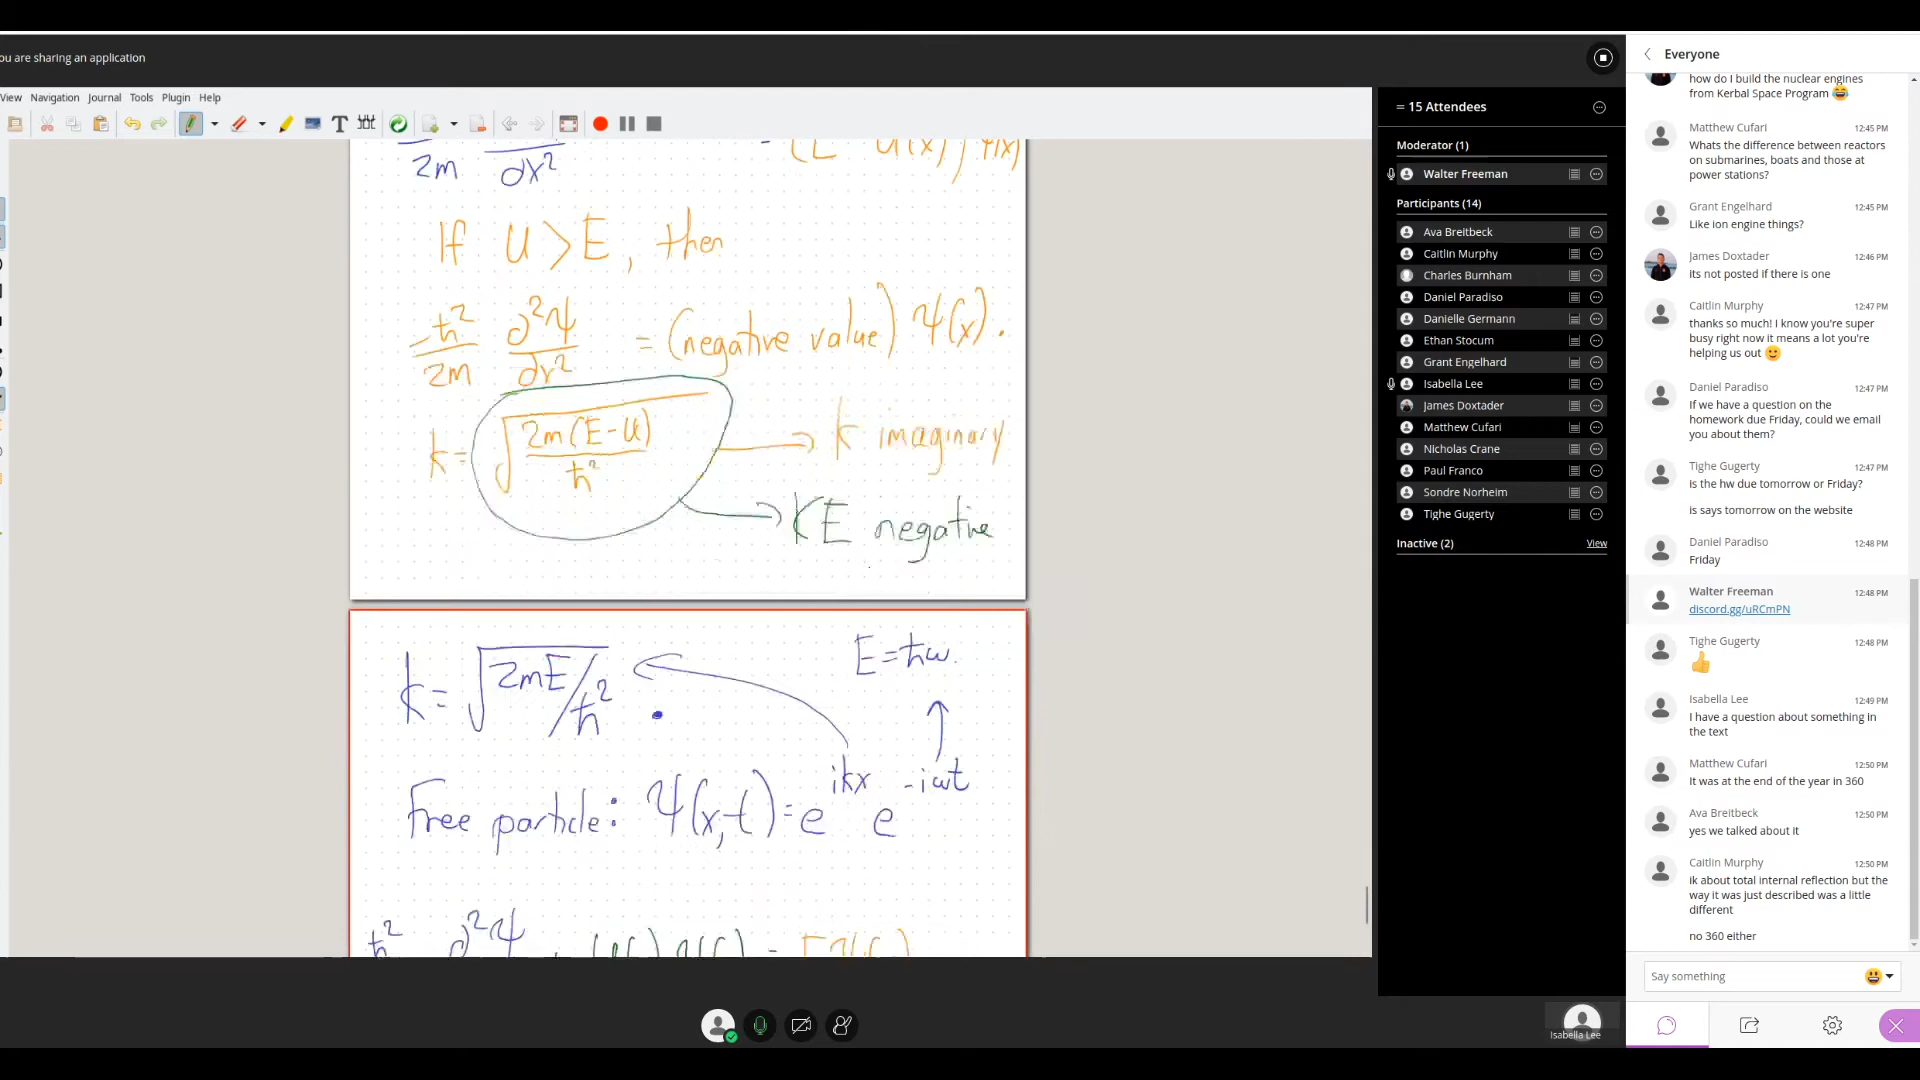 ou are sharing an application
View Navigation Journal Tools Plugin Help
2m dx²
If U > E, then
-ħ²/2m ∂²Ψ/dx² = (negative value) Ψ(x).
k = √(2m(E-U)/ħ²) → k imaginary
→ KE negative
k = √(2mE/ħ²)
E = ħω.
Free particle: Ψ(x,t) = e^ikx e^-iωt
15 Attendees
Moderator (1)
Walter Freeman
Participants (14)
Ava Breitbeck
Caitlin Murphy
Charles Burnham
Daniel Paradiso
Danielle Germann
Ethan Stocum
Grant Engelhard
Isabella Lee
James Doxtader
Matthew Cufari
Nicholas Crane
Paul Franco
Sondre Norheim
Tighe Gugerty
Inactive (2) View
Isabella Lee
Everyone
how do I build the nuclear engines
from Kerbal Space Program 😂
Matthew Cufari 12:45 PM
Whats the difference between reactors
on submarines, boats and those at
power stations?
Grant Engelhard 12:45 PM
Like ion engine things?
James Doxtader 12:46 PM
its not posted if there is one
Caitlin Murphy 12:47 PM
thanks so much! i know you're super
busy right now it means a lot you're
helping us out 🙂
Daniel Paradiso 12:47 PM
If we have a question on the
homework due Friday, could we email
you about them?
Tighe Gugerty 12:47 PM
is the hw due tomorrow or Friday?
is says tomorrow on the website
Daniel Paradiso 12:48 PM
Friday
Walter Freeman 12:48 PM
discord.gg/uRCmPN
Tighe Gugerty 12:48 PM
👍
Isabella Lee 12:49 PM
I have a question about something in
the text
Matthew Cufari 12:50 PM
It was at the end of the year in 360
Ava Breitbeck 12:50 PM
yes we talked about it
Caitlin Murphy 12:50 PM
ik about total internal reflection but the
way it was just described was a little
different
no 360 either
Say something